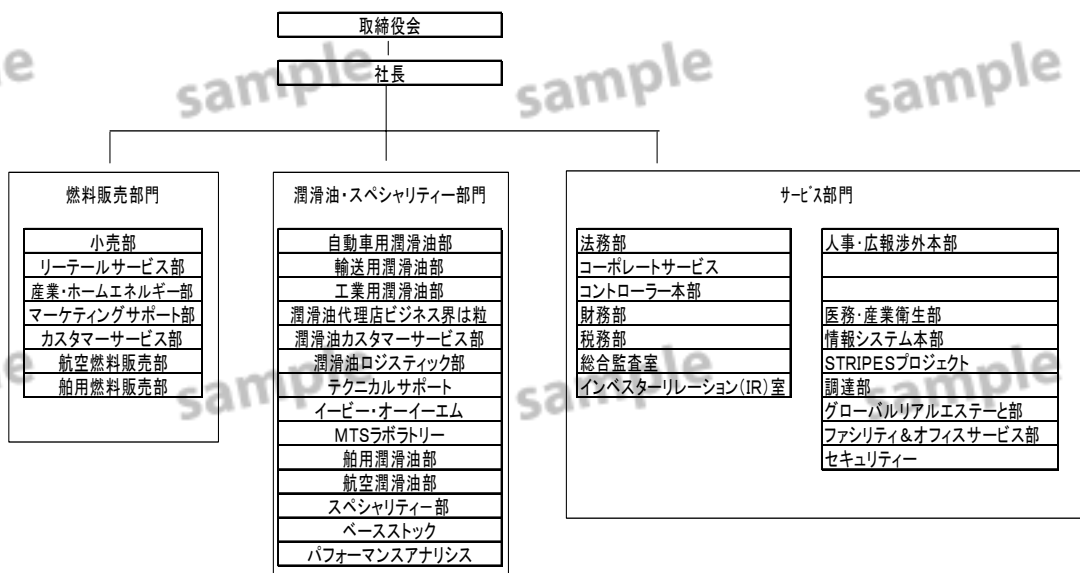 取締役会
社長
燃料販売部門
小売部
リーテールサービス部
産業・ホームエネルギー部
マーケティングサポート部
カスタマーサービス部
航空燃料販売部
舶用燃料販売部
潤滑油・スペシャリティー部門
自動車用潤滑油部
輸送用潤滑油部
工業用潤滑油部
潤滑油代理店ビジネス界は粒
潤滑油カスタマーサービス部
潤滑油ロジスティック部
テクニカルサポート
イービー・オーイーエム
MTSラボラトリー
舶用潤滑油部
航空潤滑油部
スペシャリティー部
ベースストック
パフォーマンスアナリシス
サービス部門
法務部
コーポレートサービス
コントローラー本部
財務部
税務部
総合監査室
インベスターリレーション(IR)室
人事・広報渉外本部
医務・産業衛生部
情報システム本部
STRIPESプロジェクト
調達部
グローバルリアルエステーと部
ファシリティ&オフィスサービス部
セキュリティー
le
sample
sample
sample
le
sample
sample
sample